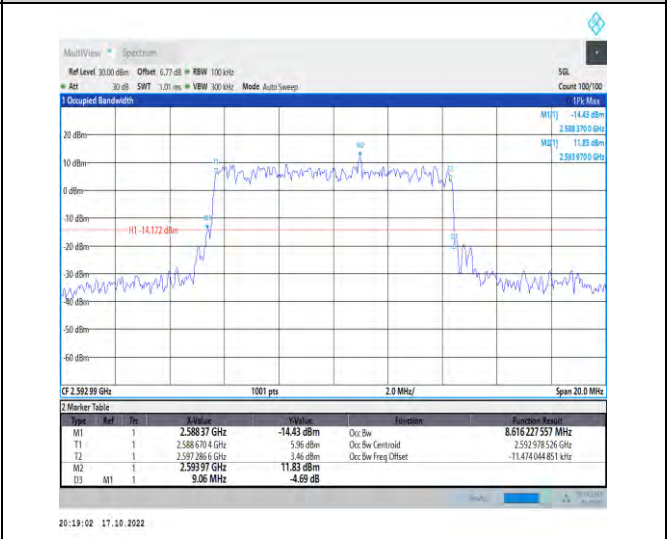 MultiView Spectrum
Ref Level 30.00 dBm Offset 6.77 dB RBW 100 kHz SGL
Att 30 dB SWT 1.01 ms VBW 300 kHz Mode Auto Sweep Count 100/100
1 Occupied Bandwidth 1Pk Max
M1[1] -14.43 dBm
2.588 3700 GHz
M2[1] 11.83 dBm
2.593 9700 GHz
20 dBm
M2
10 dBm
T1
T2
0 dBm
-10 dBm
M1
H1 -14.172 dBm
D3
-20 dBm
-30 dBm
-40 dBm
-50 dBm
-60 dBm
CF 2.592 99 GHz 1001 pts 2.0 MHz/ Span 20.0 MHz
2 Marker Table
Type Ref Trc X-Value Y-Value Function Function Result
M1 1 2.588 37 GHz -14.43 dBm Occ Bw 8.616 227 557 MHz
T1 1 2.588 670 4 GHz 5.96 dBm Occ Bw Centroid 2.592 978 526 GHz
T2 1 2.597 286 6 GHz 3.46 dBm Occ Bw Freq Offset -11.474 044 851 kHz
M2 1 2.593 97 GHz 11.83 dBm
D3 M1 1 9.06 MHz -4.69 dB
20:19:02 17.10.2022